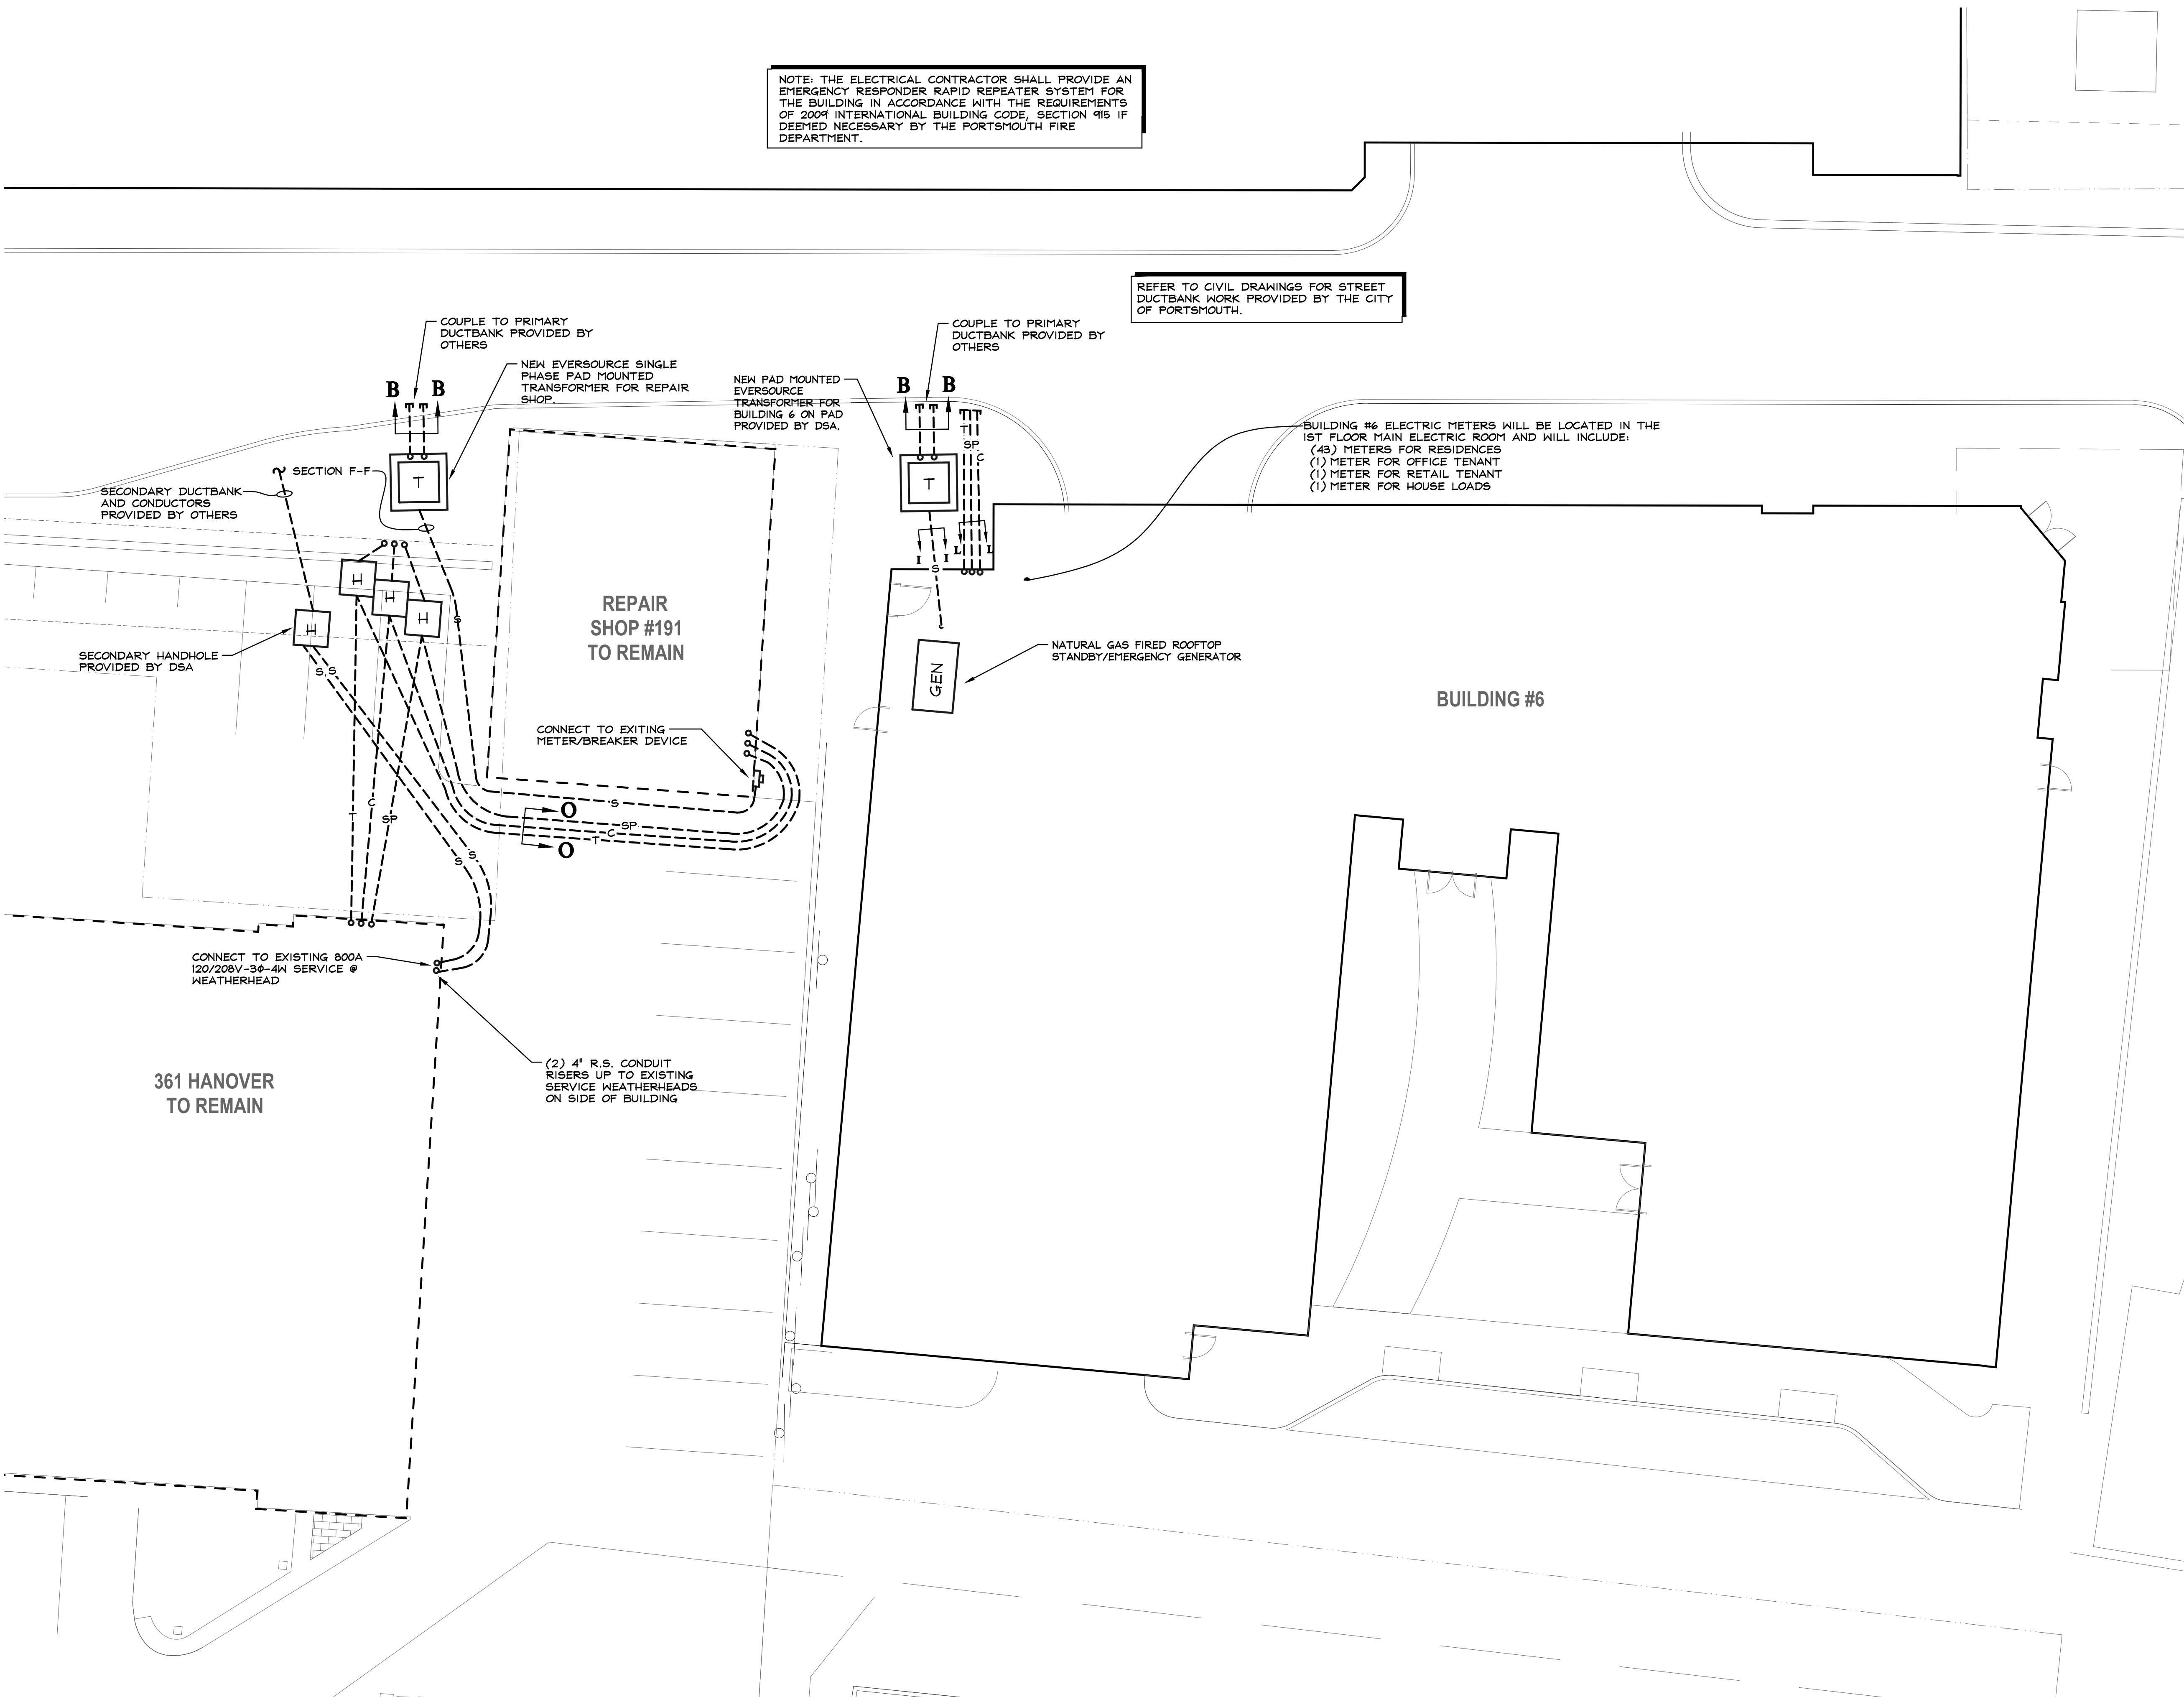 NOTE: THE ELECTRICAL CONTRACTOR SHALL PROVIDE AN
EMERGENCY RESPONDER RAPID REPEATER SYSTEM FOR
THE BUILDING IN ACCORDANCE WITH THE REQUIREMENTS
OF 2009 INTERNATIONAL BUILDING CODE, SECTION 915 IF
DEEMED NECESSARY BY THE PORTSMOUTH FIRE
DEPARTMENT.
REFER TO CIVIL DRAWINGS FOR STREET
DUCTBANK WORK PROVIDED BY THE CITY
OF PORTSMOUTH.
COUPLE TO PRIMARY
DUCTBANK PROVIDED BY
OTHERS
COUPLE TO PRIMARY
DUCTBANK PROVIDED BY
OTHERS
NEW EVERSOURCE SINGLE
PHASE PAD MOUNTED
TRANSFORMER FOR REPAIR
SHOP.
NEW PAD MOUNTED
EVERSOURCE
TRANSFORMER FOR
BUILDING 6 ON PAD
PROVIDED BY DSA.
B
B
B
B
T
SP
C
BUILDING #6 ELECTRIC METERS WILL BE LOCATED IN THE
1ST FLOOR MAIN ELECTRIC ROOM AND WILL INCLUDE:
(43) METERS FOR RESIDENCES
(1) METER FOR OFFICE TENANT
(1) METER FOR RETAIL TENANT
(1) METER FOR HOUSE LOADS
SECTION F-F
T
T
SECONDARY DUCTBANK
AND CONDUCTORS
PROVIDED BY OTHERS
I
I
L
L
S
H
H
H
H
S
SECONDARY HANDHOLE
PROVIDED BY DSA
S
S
REPAIR
SHOP #191
TO REMAIN
NATURAL GAS FIRED ROOFTOP
STANDBY/EMERGENCY GENERATOR
GEN
BUILDING #6
CONNECT TO EXITING
METER/BREAKER DEVICE
T
C
SP
S
O
O
SP
C
T
S
S
CONNECT TO EXISTING 800A
120/208V-3Φ-4W SERVICE @
WEATHERHEAD
(2) 4" R.S. CONDUIT
RISERS UP TO EXISTING
SERVICE WEATHERHEADS
ON SIDE OF BUILDING
361 HANOVER
TO REMAIN